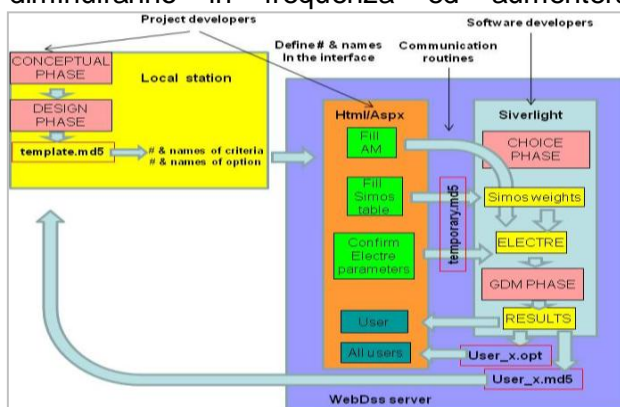 diminuiranno in frequenza ed aumentera
Project developers
Software developers
Define # & names
In the interface
Communication
routines
CONCEPTUAL
PHASE
Local station
DESIGN
PHASE
template.md5
# & names of criteria
# & names of option
Html/Aspx
Fill
AM
Fill
Simos
table
Confirm
Electre
parameters
User
All users
temporary.md5
Siverlight
CHOICE
PHASE
Simos weights
ELECTRE
GDM PHASE
RESULTS
User_x.opt
User_x.md5
WebDss server